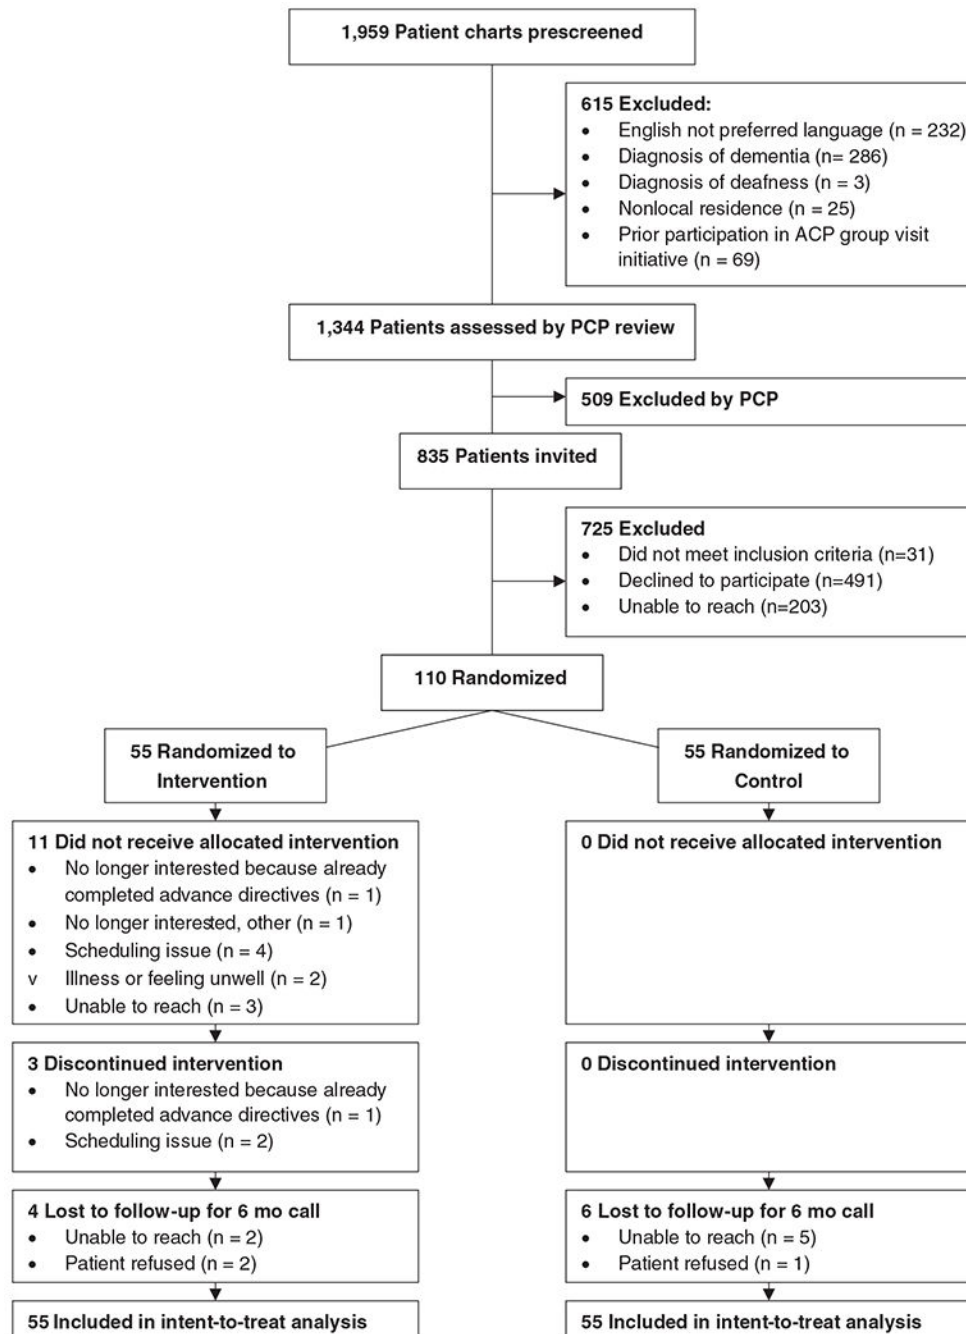 1,959 Patient charts prescreened
615 Excluded:
• English not preferred language (n = 232)
• Diagnosis of dementia (n= 286)
• Diagnosis of deafness (n = 3)
• Nonlocal residence (n = 25)
• Prior participation in ACP group visit
initiative (n = 69)
1,344 Patients assessed by PCP review
509 Excluded by PCP
835 Patients invited
725 Excluded
• Did not meet inclusion criteria (n=31)
• Declined to participate (n=491)
• Unable to reach (n=203)
110 Randomized
55 Randomized to
Intervention
55 Randomized to
Control
11 Did not receive allocated intervention
• No longer interested because already
completed advance directives (n = 1)
• No longer interested, other (n = 1)
• Scheduling issue (n = 4)
v Illness or feeling unwell (n = 2)
• Unable to reach (n = 3)
0 Did not receive allocated intervention
3 Discontinued intervention
• No longer interested because already
completed advance directives (n = 1)
• Scheduling issue (n = 2)
0 Discontinued intervention
4 Lost to follow-up for 6 mo call
• Unable to reach (n = 2)
• Patient refused (n = 2)
6 Lost to follow-up for 6 mo call
• Unable to reach (n = 5)
• Patient refused (n = 1)
55 Included in intent-to-treat analysis
55 Included in intent-to-treat analysis